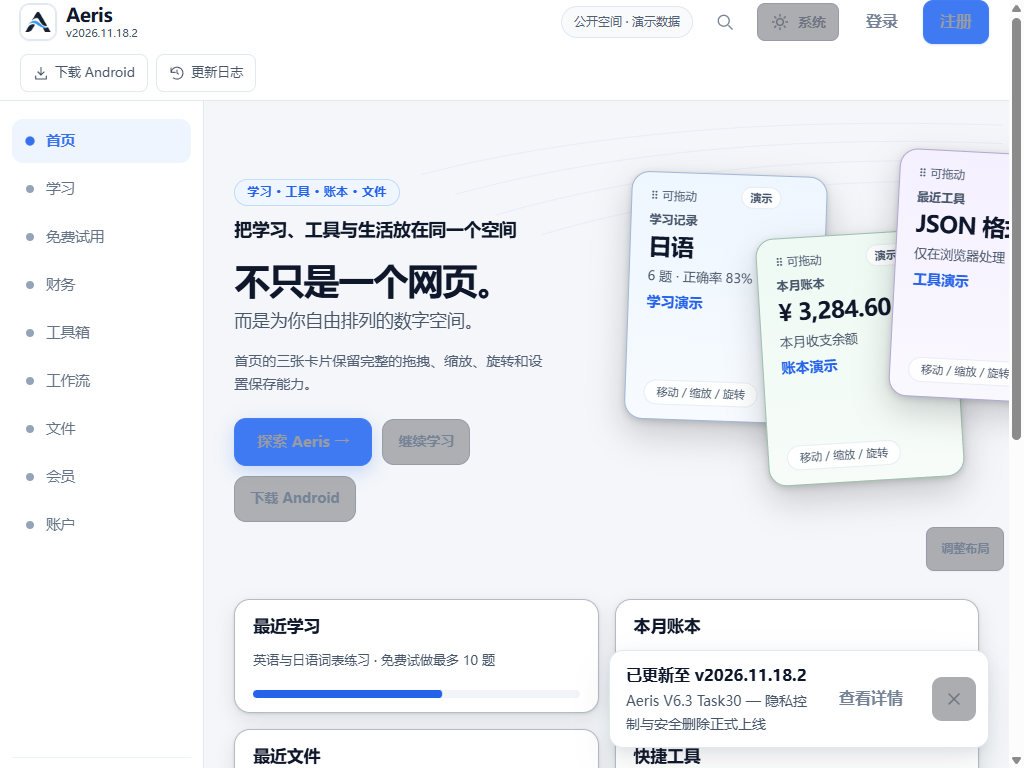 Aeris
v2026.11.18.2
公开空间 · 演示数据
系统
登录
注册
下载 Android
更新日志
首页
学习
免费试用
财务
工具箱
工作流
文件
会员
账户
学习 • 工具 • 账本 • 文件
把学习、工具与生活放在同一个空间
不只是一个网页。
而是为你自由排列的数字空间。
首页的三张卡片保留完整的拖拽、缩放、旋转和设
置保存能力。
探索 Aeris →
继续学习
下载 Android
⠿ 可拖动
演示
学习记录
日语
6 题 · 正确率 83%
学习演示
移动 / 缩放 / 旋转
⠿ 可拖动
演示
本月账本
¥ 3,284.60
本月收支余额
账本演示
移动 / 缩放 / 旋转
⠿ 可拖动
最近工具
JSON 格
仅在浏览器处理
工具演示
移动 / 缩放 / 旋转
调整布局
最近学习
英语与日语词表练习 · 免费试做最多 10 题
本月账本
最近文件
快捷工具
已更新至 v2026.11.18.2
Aeris V6.3 Task30 — 隐私控
制与安全删除正式上线
查看详情